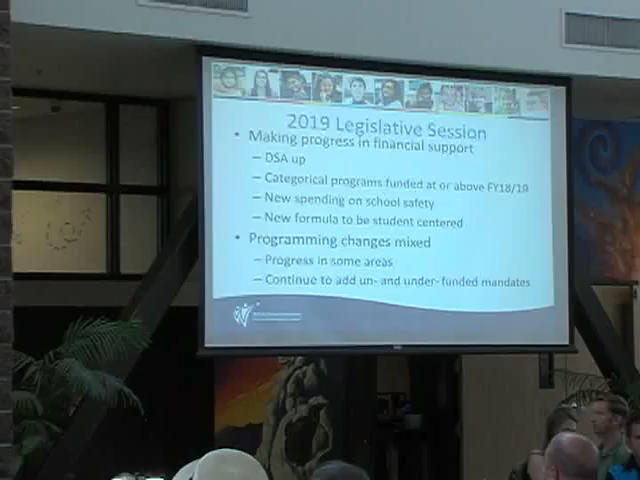 2019 Legislative Session
• Making progress in financial support
– DSA up
– Categorical programs funded at or above FY18/19
– New spending on school safety
– New formula to be student centered
• Programming changes mixed
– Progress in some areas
– Continue to add un- and under- funded mandates